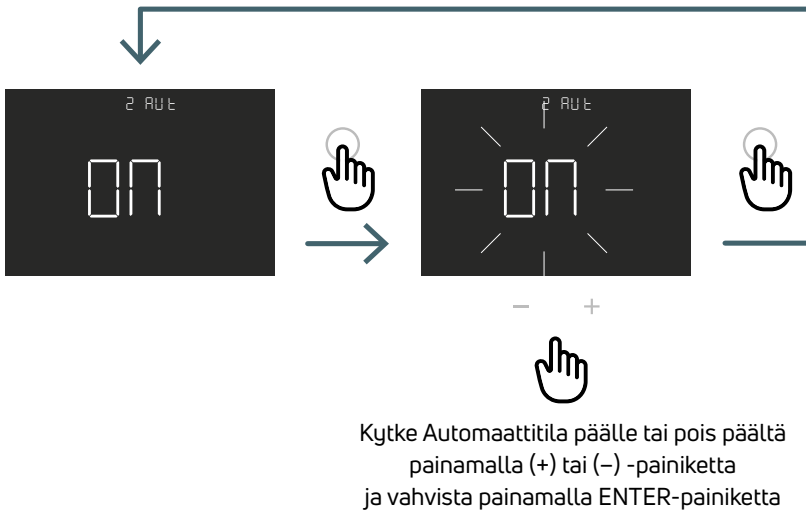 2 AUt
ON
2 AUt
ON
− +
Kytke Automaattitila päälle tai pois päältä
painamalla (+) tai (−) -painiketta
ja vahvista painamalla ENTER-painiketta